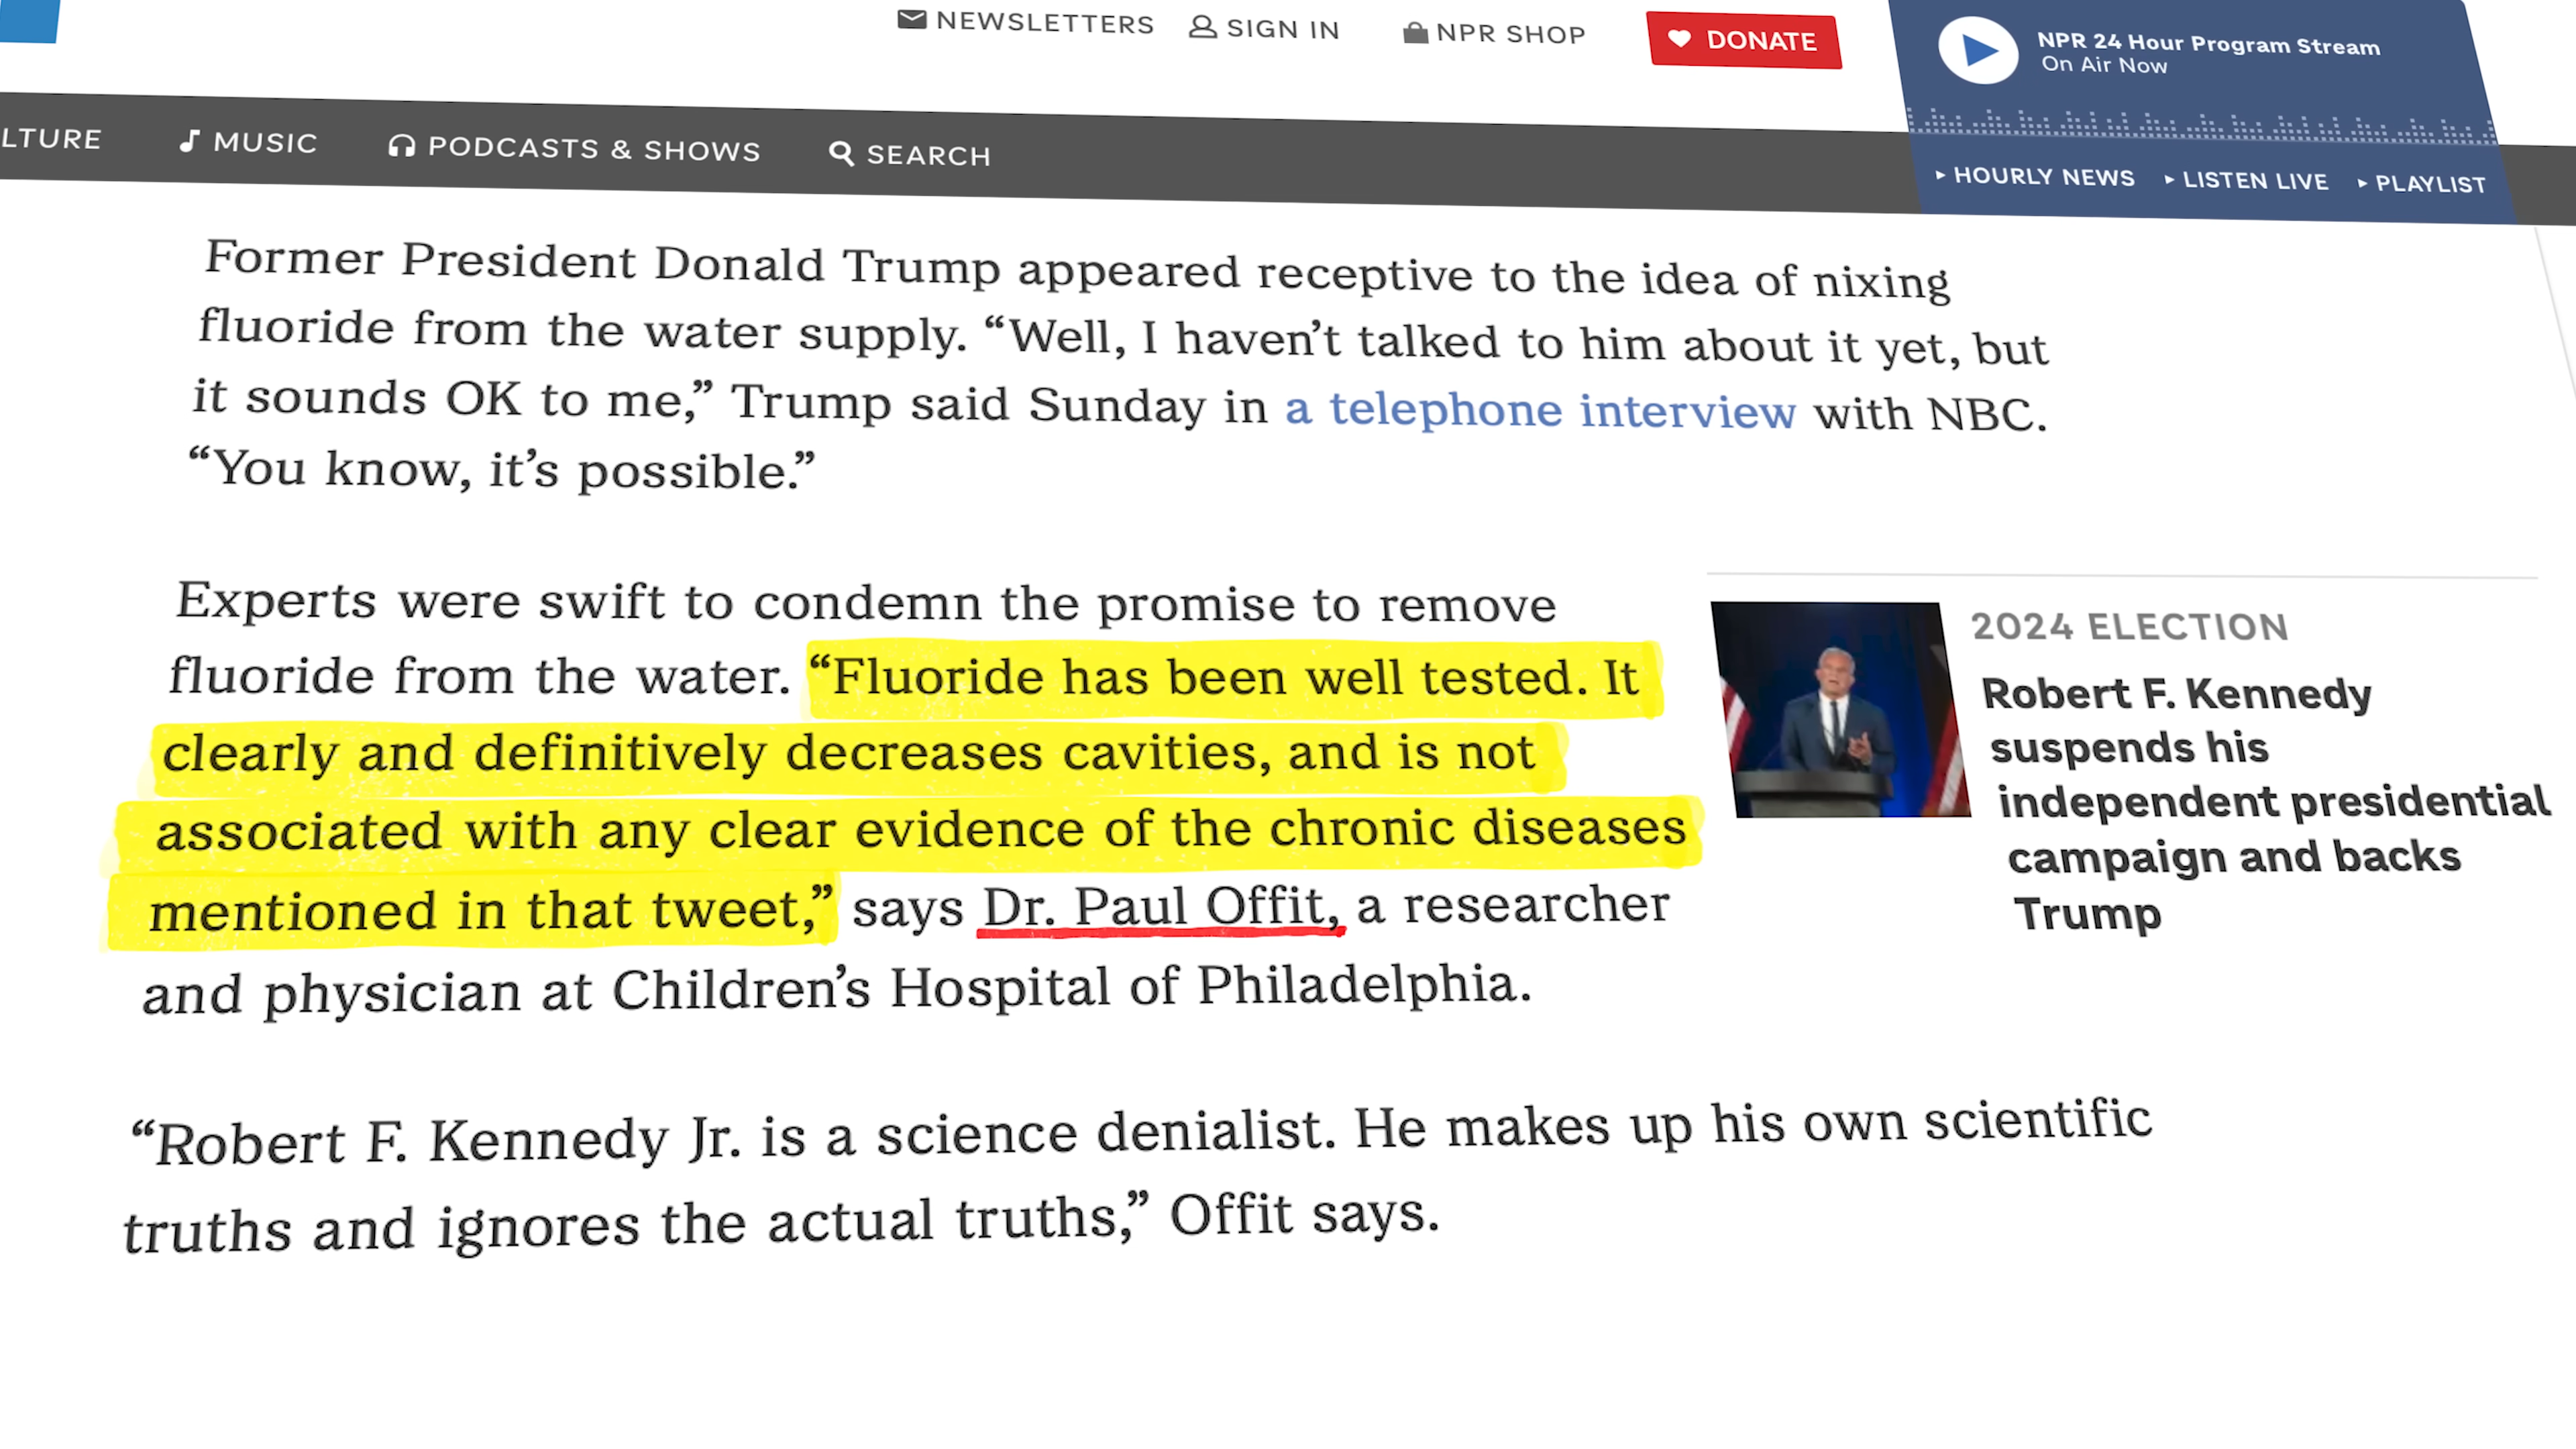 NEWSLETTERS
SIGN IN
NPR SHOP
DONATE
NPR 24 Hour Program Stream
On Air Now
LTURE
MUSIC
PODCASTS & SHOWS
SEARCH
HOURLY NEWS
LISTEN LIVE
PLAYLIST
Former President Donald Trump appeared receptive to the idea of nixing
fluoride from the water supply. “Well, I haven’t talked to him about it yet, but
it sounds OK to me,” Trump said Sunday in a telephone interview with NBC.
“You know, it’s possible.”
Experts were swift to condemn the promise to remove
fluoride from the water. “Fluoride has been well tested. It
clearly and definitively decreases cavities, and is not
associated with any clear evidence of the chronic diseases
mentioned in that tweet,” says Dr. Paul Offit, a researcher
and physician at Children’s Hospital of Philadelphia.
2024 ELECTION
Robert F. Kennedy
suspends his
independent presidential
campaign and backs
Trump
“Robert F. Kennedy Jr. is a science denialist. He makes up his own scientific
truths and ignores the actual truths,” Offit says.